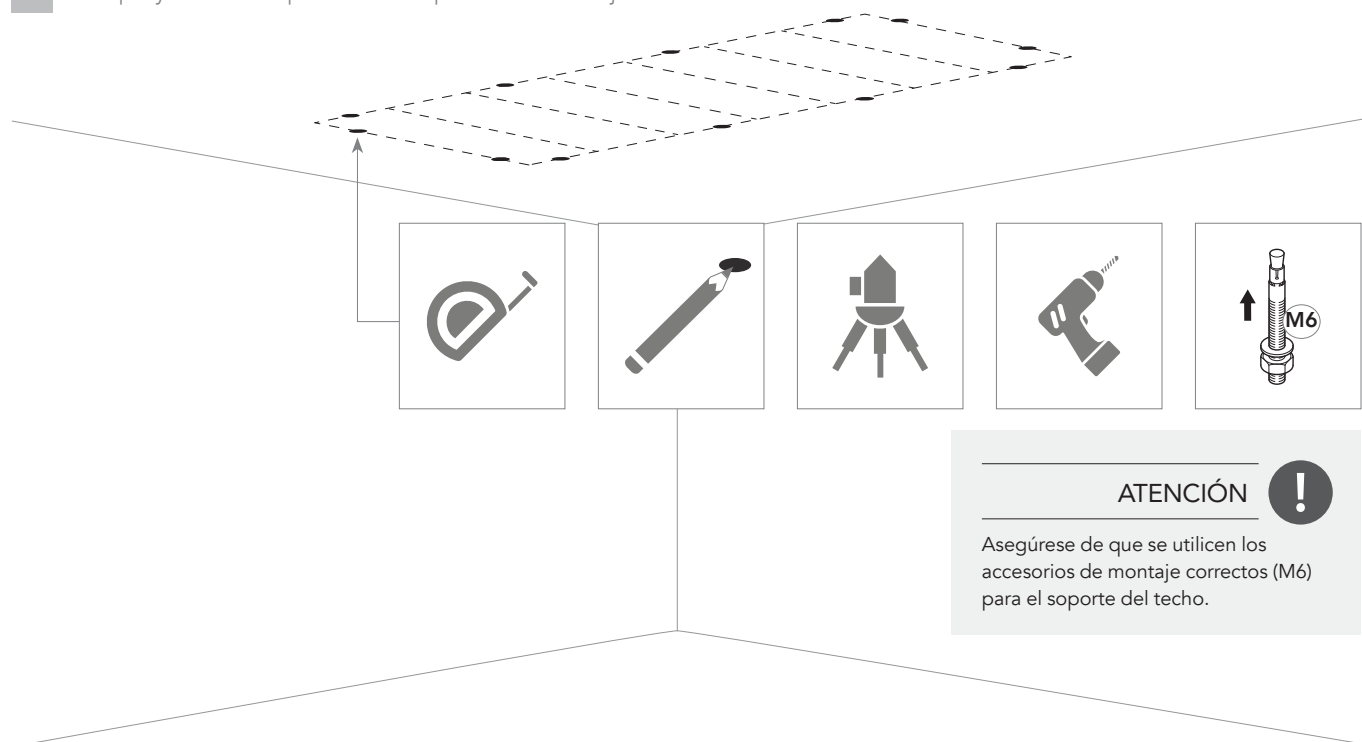 M6
ATENCIÓN
Asegúrese de que se utilicen los
accesorios de montaje correctos (M6)
para el soporte del techo.